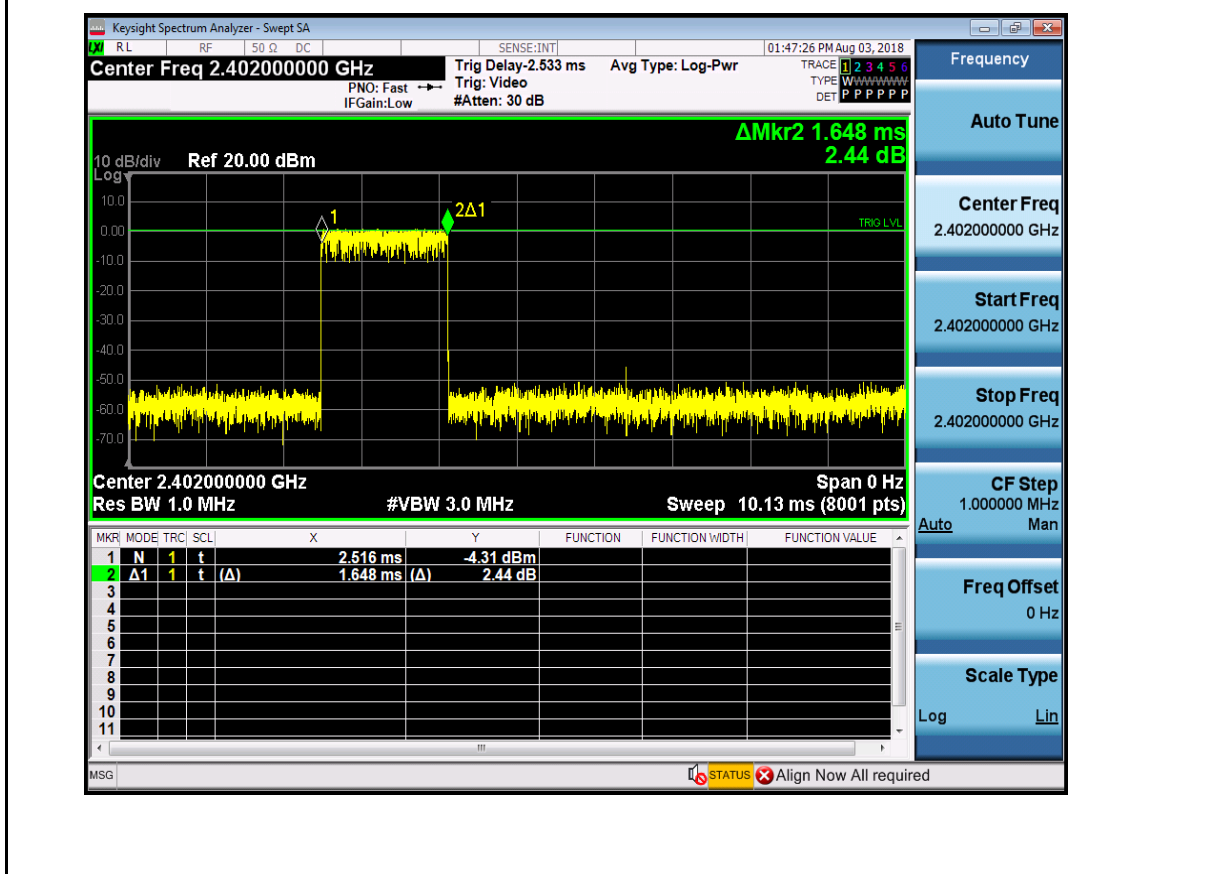 Keysight Spectrum Analyzer - Swept SA
LXI RL RF 50 Ω DC SENSE:INT 01:47:26 PM Aug 03, 2018
Center Freq 2.402000000 GHz
PNO: Fast
IFGain:Low
Trig Delay-2.533 ms
Trig: Video
#Atten: 30 dB
Avg Type: Log-Pwr
TRACE 1 2 3 4 5 6
TYPE WWWWWW
DET P P P P P P
ΔMkr2 1.648 ms
2.44 dB
10 dB/div Ref 20.00 dBm
Log
10.0
0.00
-10.0
-20.0
-30.0
-40.0
-50.0
-60.0
-70.0
1
2Δ1
TRIG LVL
Center 2.402000000 GHz Span 0 Hz
Res BW 1.0 MHz #VBW 3.0 MHz Sweep 10.13 ms (8001 pts)
MKR MODE TRC SCL X Y FUNCTION FUNCTION WIDTH FUNCTION VALUE
1 N 1 t 2.516 ms -4.31 dBm
2 Δ1 1 t (Δ) 1.648 ms (Δ) 2.44 dB
3
4
5
6
7
8
9
10
11
MSG STATUS Align Now All required
Frequency
Auto Tune
Center Freq
2.402000000 GHz
Start Freq
2.402000000 GHz
Stop Freq
2.402000000 GHz
CF Step
1.000000 MHz
Auto Man
Freq Offset
0 Hz
Scale Type
Log Lin